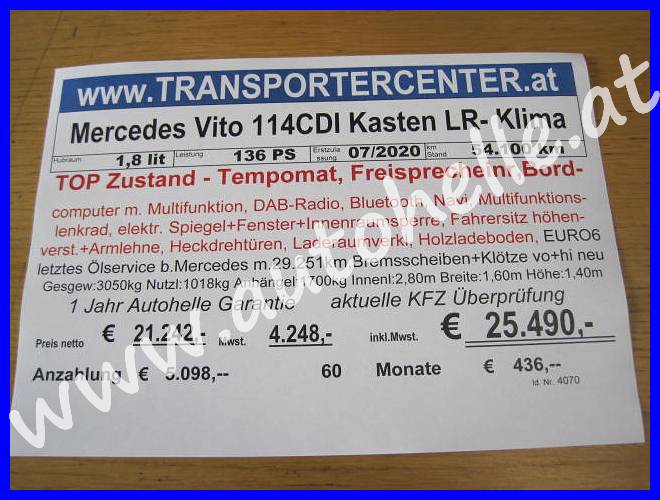 www.TRANSPORTERCENTER.at
Mercedes Vito 114CDI Kasten LR- Klima
Hubraum 1,8 lit Leistung 136 PS Erstzula ssung 07/2020 km Stand 54.100 km
TOP Zustand - Tempomat, Freisprecheinr, Bord-
computer m. Multifunktion, DAB-Radio, Bluetooth, Navi, Multifunktions-
lenkrad, elektr. Spiegel+Fenster+Innenraumsperre, Fahrersitz höhen-
verst.+Armlehne, Heckdrehtüren, Laderaumverkl, Holzladeboden, EURO6
letztes Ölservice b.Mercedes m.29.251km Bremsscheiben+Klötze vo+hi neu
Gesgew:3050kg Nutzl:1018kg Anhängel:1700kg Innenl:2,80m Breite:1,60m Höhe:1,40m
1 Jahr Autohelle Garantie aktuelle KFZ Überprüfung
Preis netto € 21.242,- Mwst. 4.248,- inkl.Mwst. € 25.490,-
Anzahlung € 5.098,-- 60 Monate € 436,--
Id. Nr. 4070
www.autohelle.at